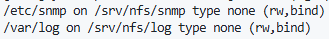 /etc/snmp on /srv/nfs/snmp type none (rw,bind)
/var/log on /srv/nfs/log type none (rw,bind)